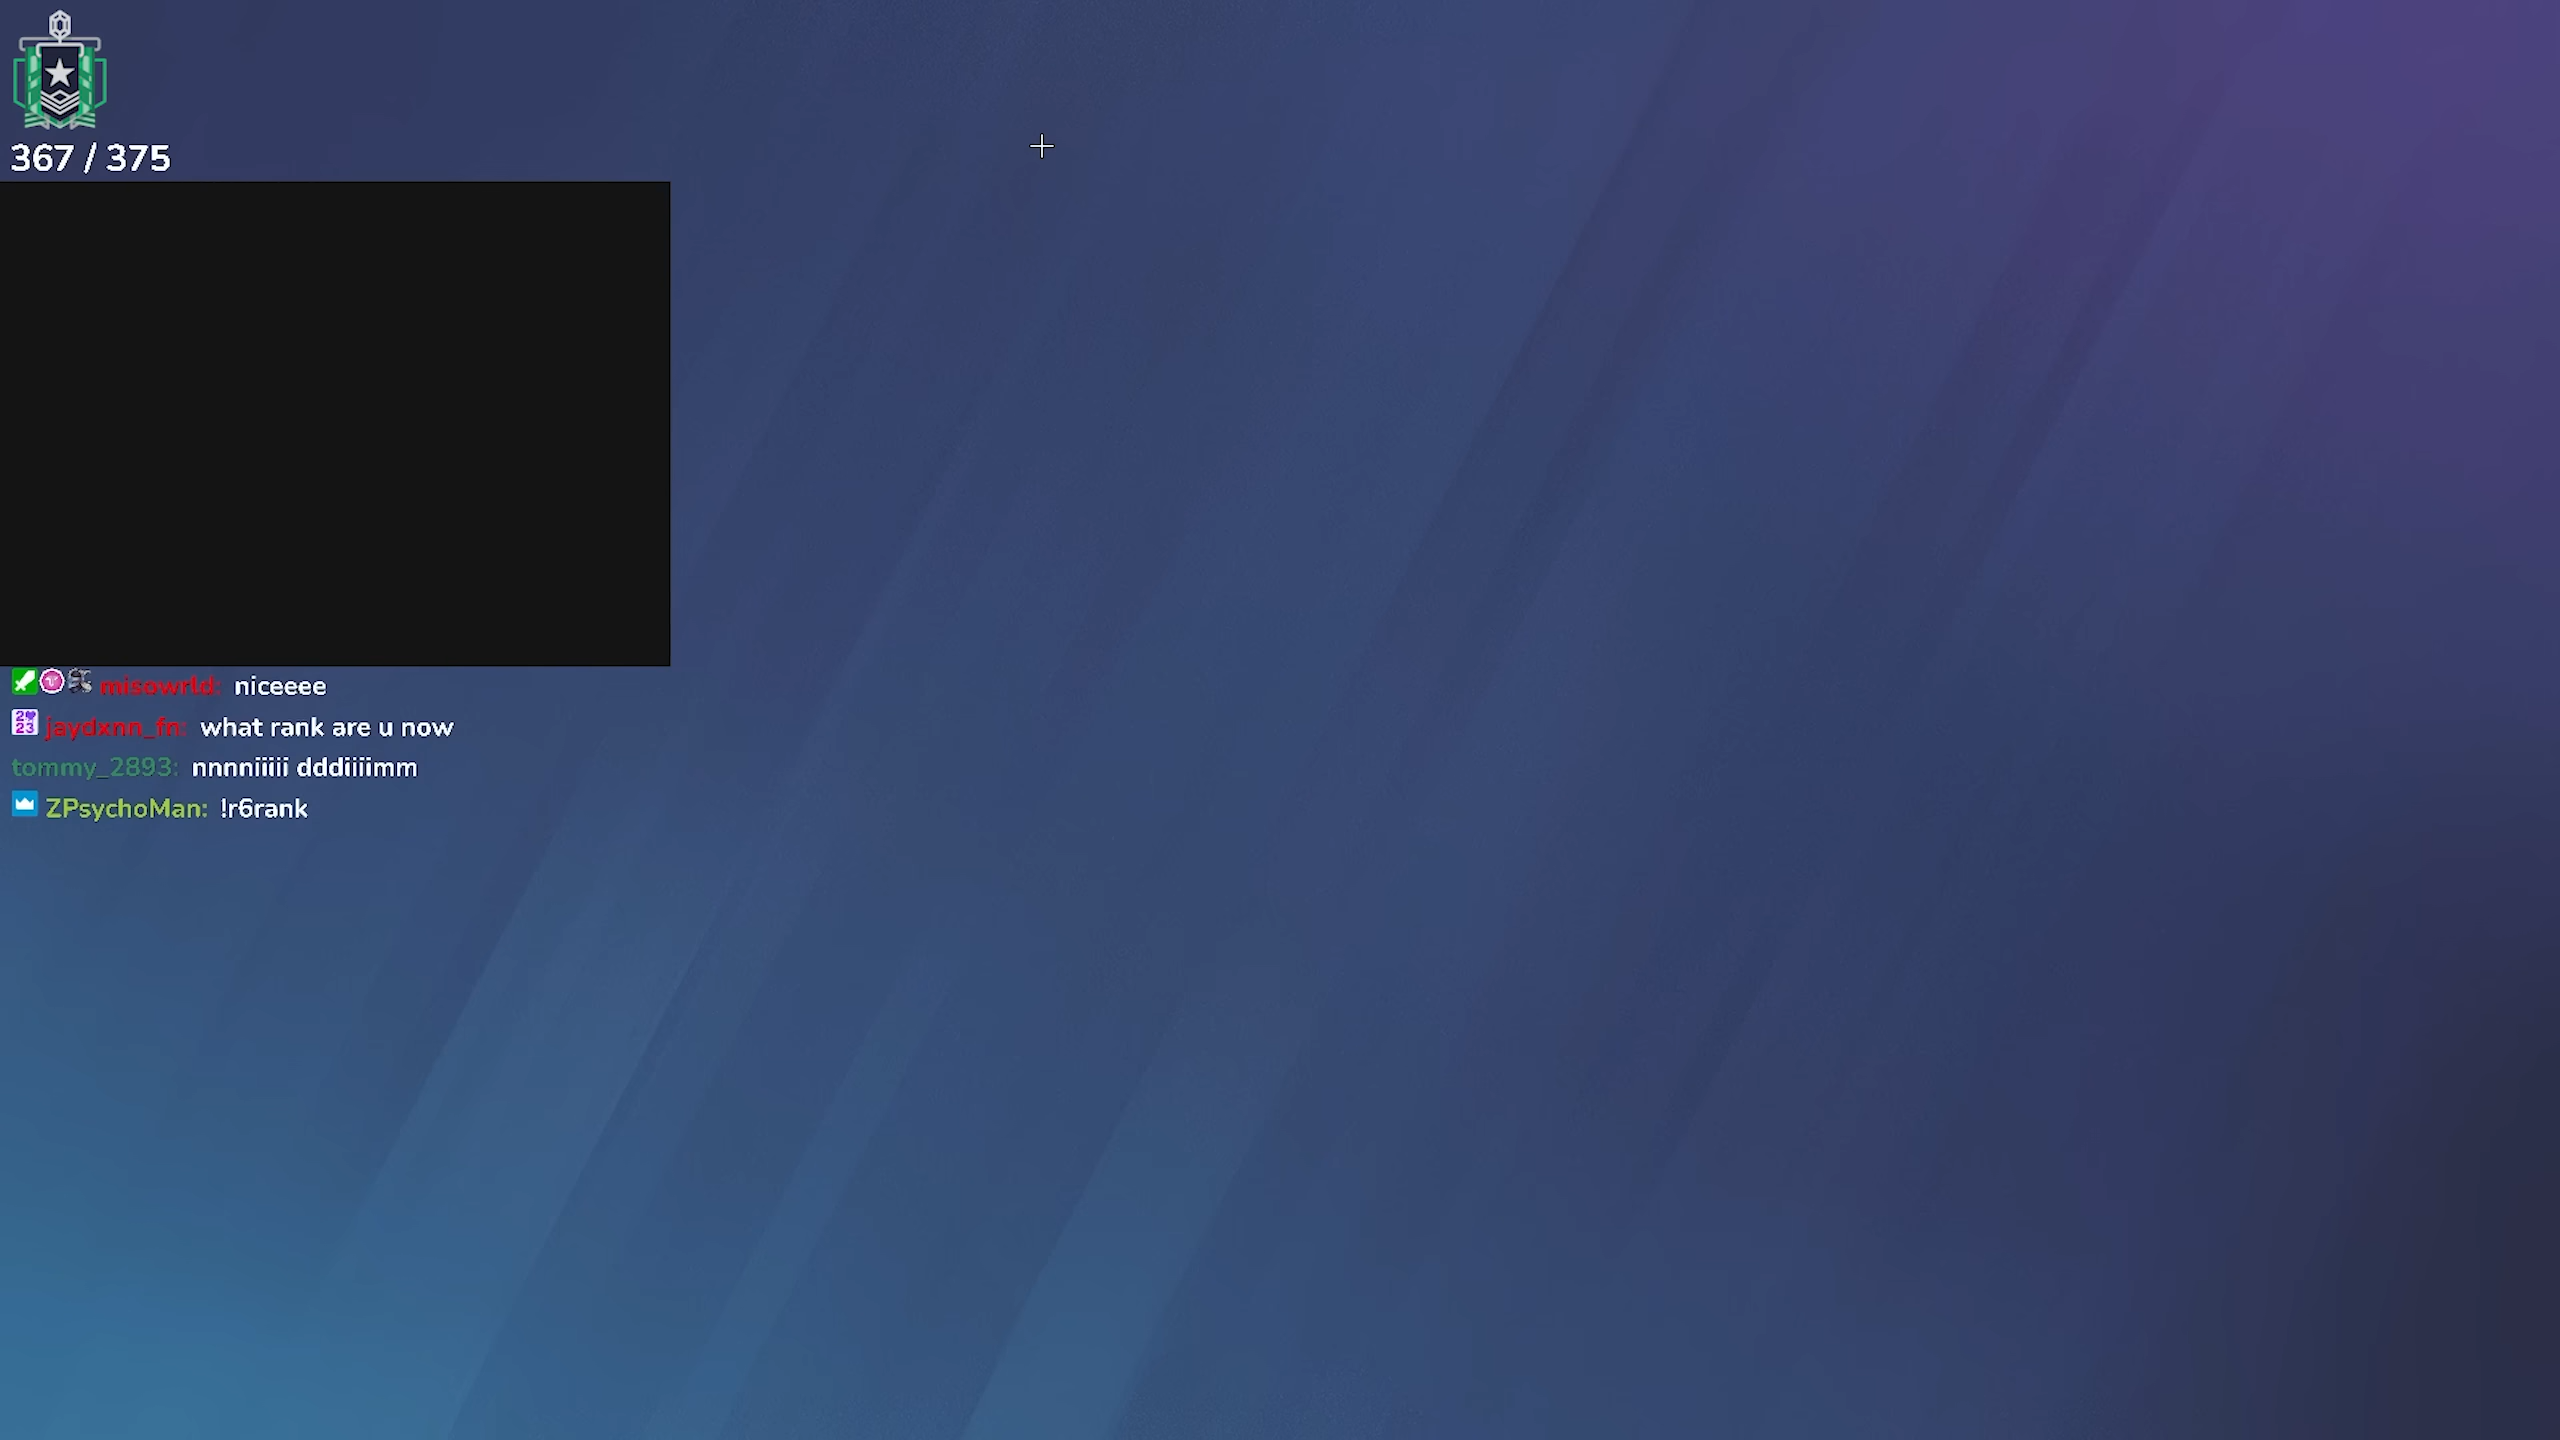 367 / 375
misowrld: niceeee
jaydxnn_fn: what rank are u now
tommy_2893: nnnniiiii dddiiiimm
ZPsychoMan: !r6rank